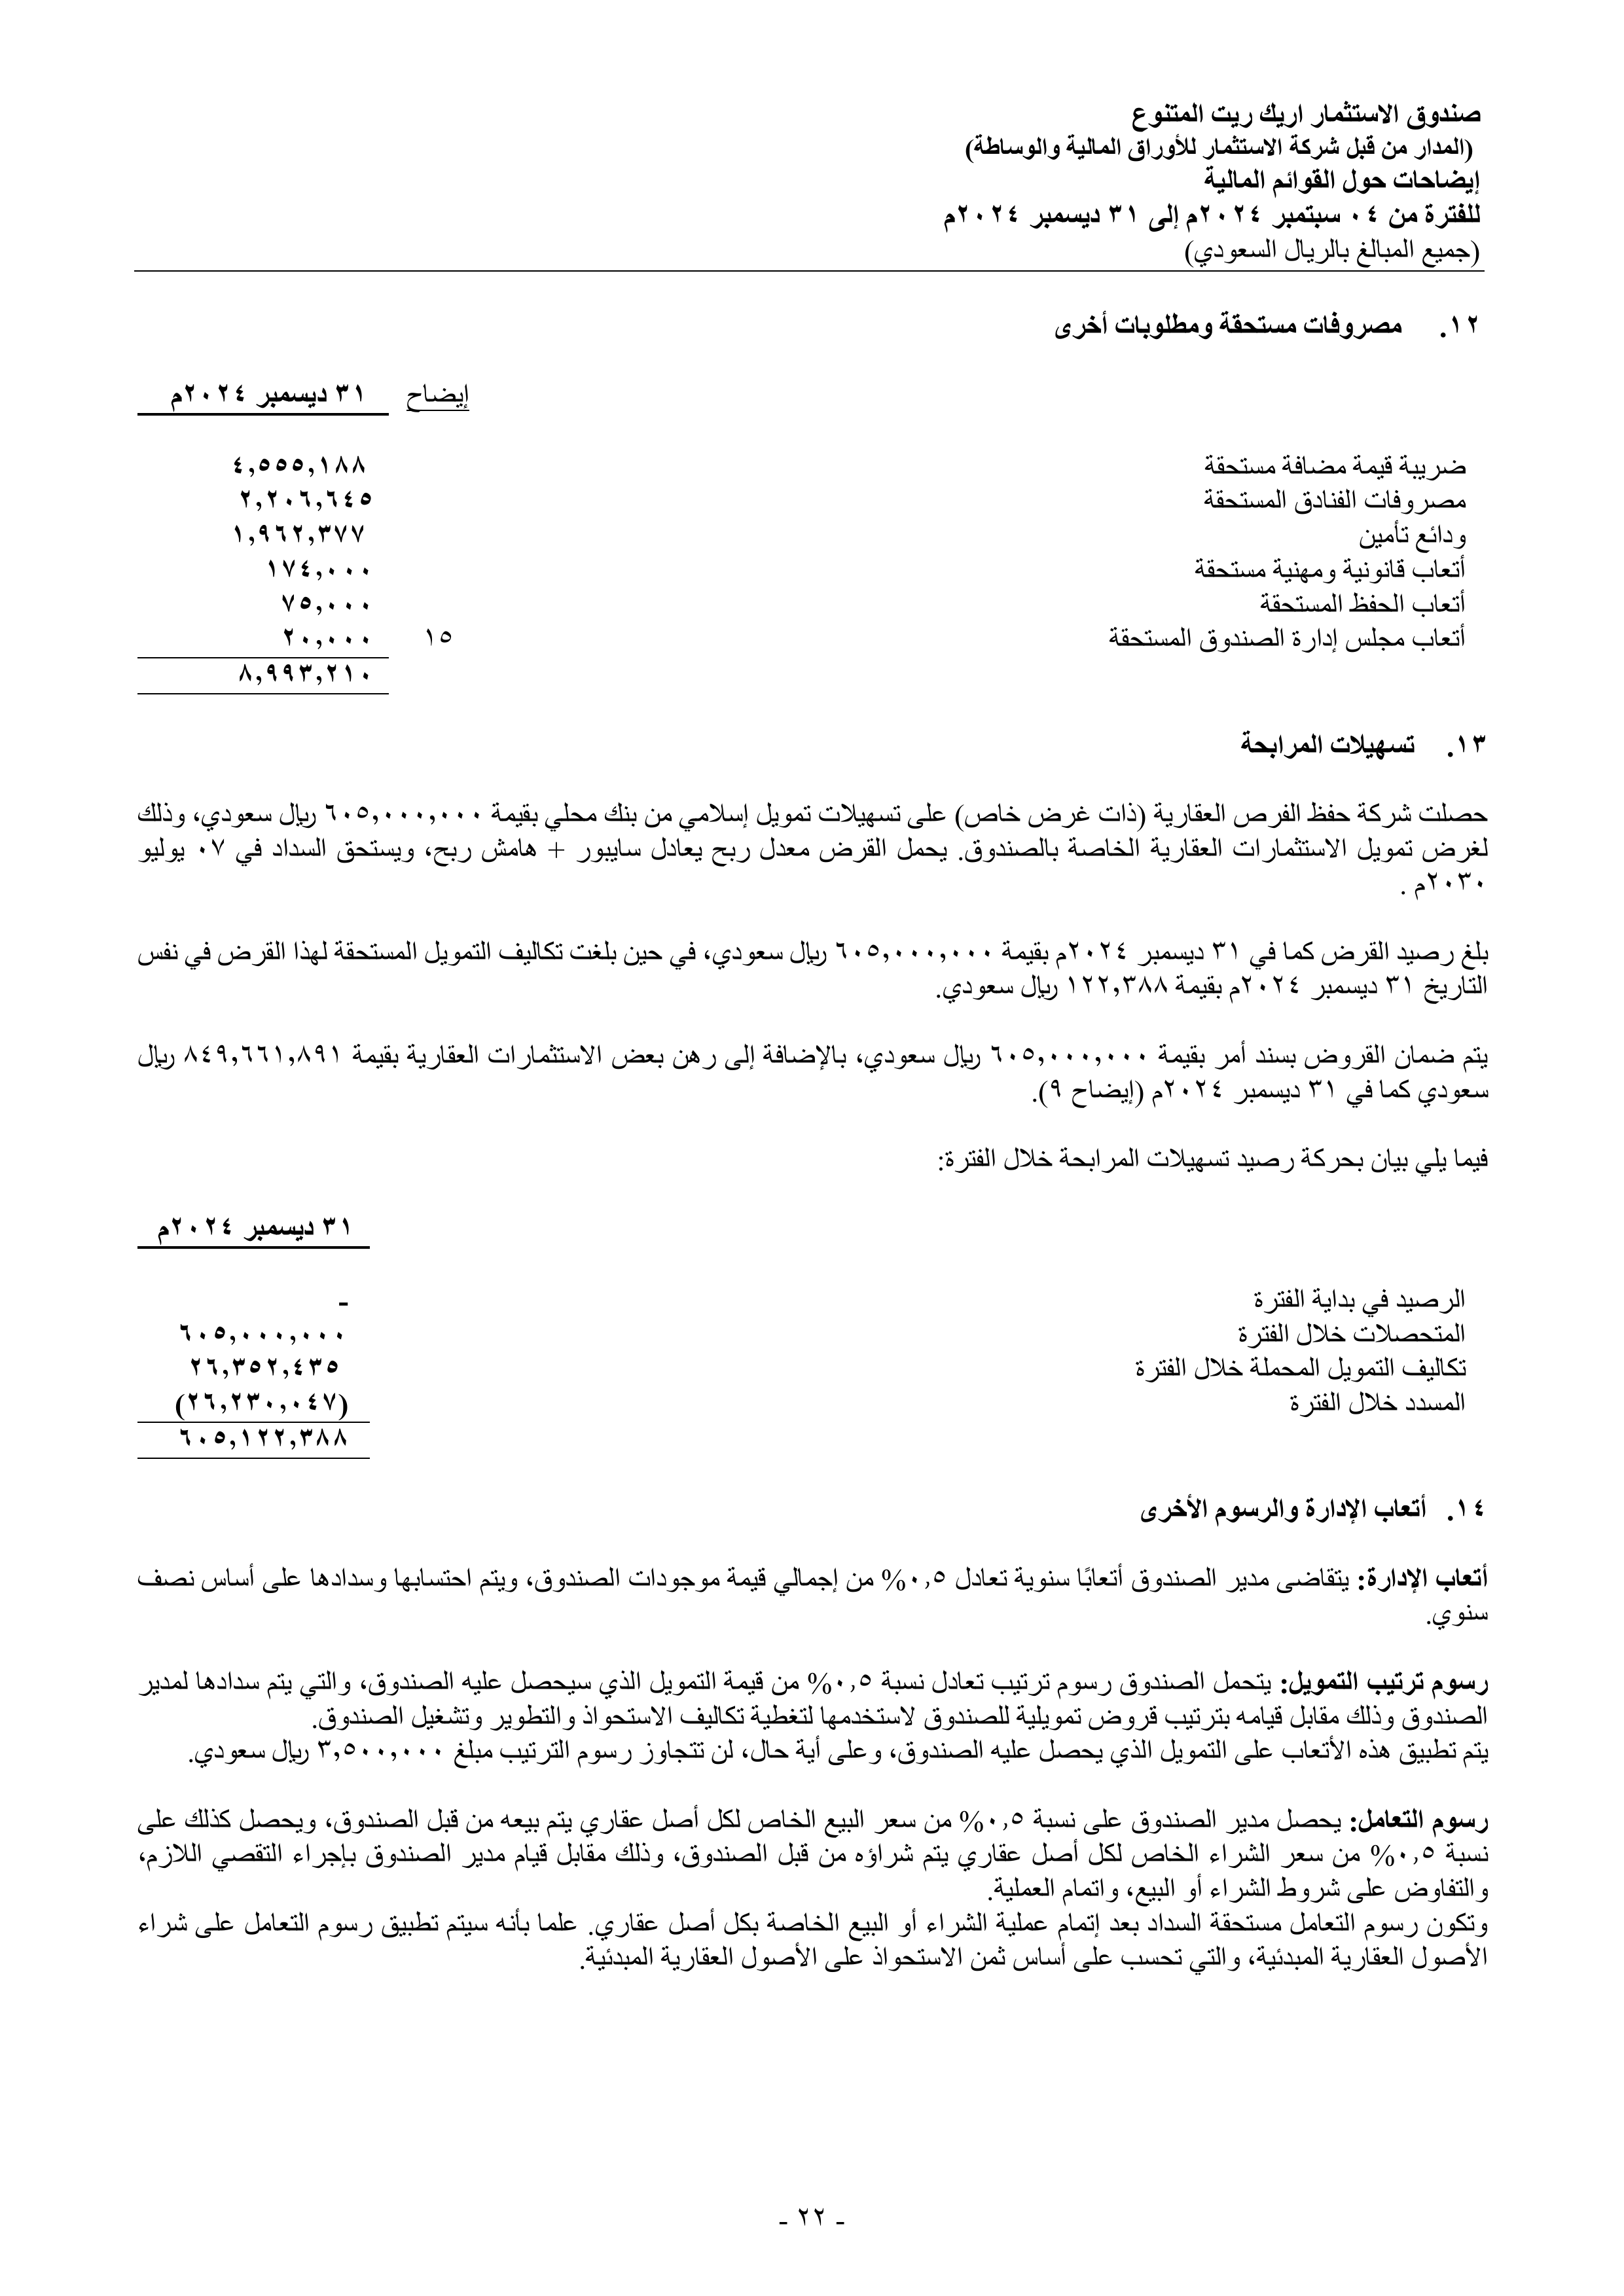 صندوق الاستثمار اريك ريت المتنوع
(المدار من قبل شركة الاستثمار للأوراق المالية والوساطة)
إيضاحات حول القوائم المالية
للفترة من ٠٤ سبتمبر ٢٠٢٤م إلى ٣١ ديسمبر ٢٠٢٤م
(جميع المبالغ بالريال السعودي)
١٢. مصروفات مستحقة ومطلوبات أخرى
إيضاح ٣١ ديسمبر ٢٠٢٤م
ضريبة قيمة مضافة مستحقة ٤,٥٥٥,١٨٨
مصروفات الفنادق المستحقة ٢,٢٠٦,٦٤٥
ودائع تأمين ١,٩٦٢,٣٧٧
أتعاب قانونية ومهنية مستحقة ١٧٤,٠٠٠
أتعاب الحفظ المستحقة ٧٥,٠٠٠
أتعاب مجلس إدارة الصندوق المستحقة ١٥ ٢٠,٠٠٠
٨,٩٩٣,٢١٠
١٣. تسهيلات المرابحة
حصلت شركة حفظ الفرص العقارية (ذات غرض خاص) على تسهيلات تمويل إسلامي من بنك محلي بقيمة ٦٠٥,٠٠٠,٠٠٠ ريال سعودي، وذلك
لغرض تمويل الاستثمارات العقارية الخاصة بالصندوق. يحمل القرض معدل ربح يعادل سايبور + هامش ربح، ويستحق السداد في ٠٧ يوليو
٢٠٣٠م .
بلغ رصيد القرض كما في ٣١ ديسمبر ٢٠٢٤م بقيمة ٦٠٥,٠٠٠,٠٠٠ ريال سعودي، في حين بلغت تكاليف التمويل المستحقة لهذا القرض في نفس
التاريخ ٣١ ديسمبر ٢٠٢٤م بقيمة ١٢٢,٣٨٨ ريال سعودي.
يتم ضمان القروض بسند أمر بقيمة ٦٠٥,٠٠٠,٠٠٠ ريال سعودي، بالإضافة إلى رهن بعض الاستثمارات العقارية بقيمة ٨٤٩,٦٦١,٨٩١ ريال
سعودي كما في ٣١ ديسمبر ٢٠٢٤م (إيضاح ٩).
فيما يلي بيان بحركة رصيد تسهيلات المرابحة خلال الفترة:
٣١ ديسمبر ٢٠٢٤م
الرصيد في بداية الفترة -
المتحصلات خلال الفترة ٦٠٥,٠٠٠,٠٠٠
تكاليف التمويل المحملة خلال الفترة ٢٦,٣٥٢,٤٣٥
المسدد خلال الفترة (٢٦,٢٣٠,٠٤٧)
٦٠٥,١٢٢,٣٨٨
١٤. أتعاب الإدارة والرسوم الأخرى
أتعاب الإدارة: يتقاضى مدير الصندوق أتعابًا سنوية تعادل ٠,٥% من إجمالي قيمة موجودات الصندوق، ويتم احتسابها وسدادها على أساس نصف
سنوي.
رسوم ترتيب التمويل: يتحمل الصندوق رسوم ترتيب تعادل نسبة ٠,٥% من قيمة التمويل الذي سيحصل عليه الصندوق، والتي يتم سدادها لمدير
الصندوق وذلك مقابل قيامه بترتيب قروض تمويلية للصندوق لاستخدمها لتغطية تكاليف الاستحواذ والتطوير وتشغيل الصندوق.
يتم تطبيق هذه الأتعاب على التمويل الذي يحصل عليه الصندوق، وعلى أية حال، لن تتجاوز رسوم الترتيب مبلغ ٣,٥٠٠,٠٠٠ ريال سعودي.
رسوم التعامل: يحصل مدير الصندوق على نسبة ٠,٥% من سعر البيع الخاص لكل أصل عقاري يتم بيعه من قبل الصندوق، ويحصل كذلك على
نسبة ٠,٥% من سعر الشراء الخاص لكل أصل عقاري يتم شراؤه من قبل الصندوق، وذلك مقابل قيام مدير الصندوق بإجراء التقصي اللازم،
والتفاوض على شروط الشراء أو البيع، واتمام العملية.
وتكون رسوم التعامل مستحقة السداد بعد إتمام عملية الشراء أو البيع الخاصة بكل أصل عقاري. علما بأنه سيتم تطبيق رسوم التعامل على شراء
الأصول العقارية المبدئية، والتي تحسب على أساس ثمن الاستحواذ على الأصول العقارية المبدئية.
- ٢٢ -